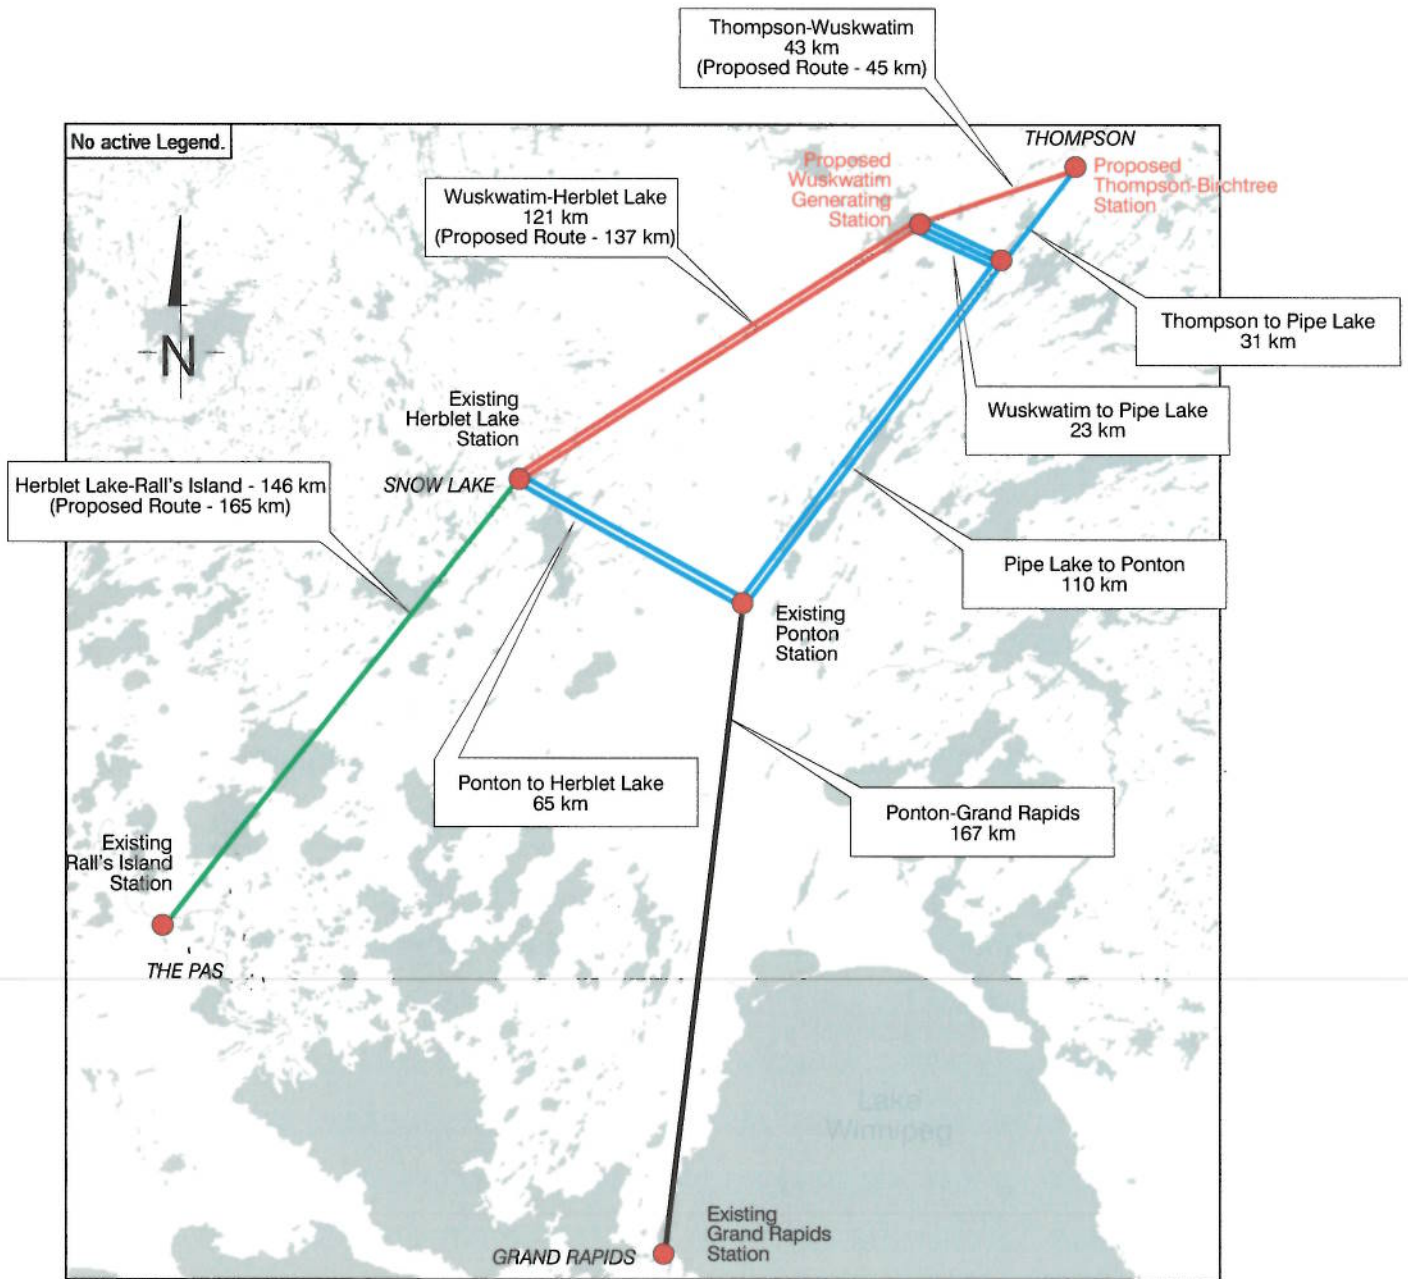 Thompson-Wuskwatim
43 km
(Proposed Route - 45 km)
No active Legend.
THOMPSON
Proposed
Wuskwatim
Generating
Station
Proposed
Thompson-Birchtree
Station
Wuskwatim-Herblet Lake
121 km
(Proposed Route - 137 km)
N
Thompson to Pipe Lake
31 km
Wuskwatim to Pipe Lake
23 km
Existing
Herblet Lake
Station
SNOW LAKE
Herblet Lake-Rall's Island - 146 km
(Proposed Route - 165 km)
Pipe Lake to Ponton
110 km
Existing
Ponton
Station
Ponton to Herblet Lake
65 km
Ponton-Grand Rapids
167 km
Existing
Rall's Island
Station
THE PAS
Lake
Winnipeg
Existing
Grand Rapids
Station
GRAND RAPIDS